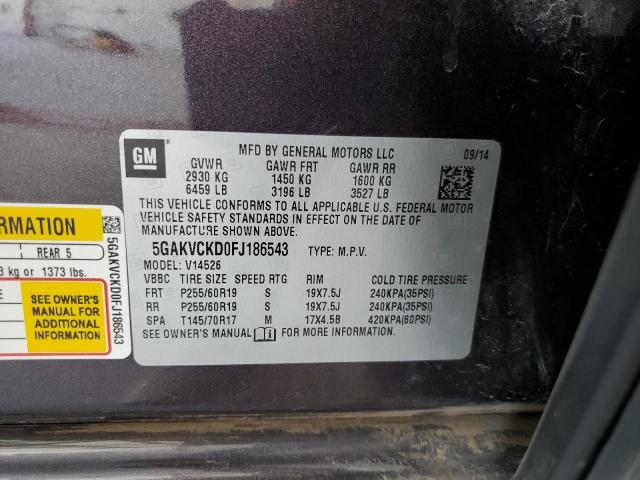 GM
MFD BY GENERAL MOTORS LLC 09/14
GVWR GAWR FRT GAWR RR
2930 KG 1450 KG 1600 KG
6459 LB 3196 LB 3527 LB
THIS VEHICLE CONFORMS TO ALL APPLICABLE U.S. FEDERAL MOTOR
VEHICLE SAFETY STANDARDS IN EFFECT ON THE DATE OF
MANUFACTURE SHOWN ABOVE.
5GAKVCKD0FJ186543 TYPE: M.P.V.
MODEL: V14526
VBBC TIRE SIZE SPEED RTG RIM COLD TIRE PRESSURE
FRT P255/60R19 S 19X7.5J 240KPA(35PSI)
RR P255/60R19 S 19X7.5J 240KPA(35PSI)
SPA T145/70R17 M 17X4.5B 420KPA(60PSI)
SEE OWNER'S MANUAL FOR MORE INFORMATION.
ORMATION
REAR 5
kg or 1373 lbs.
SEE OWNER'S
MANUAL FOR
ADDITIONAL
INFORMATION
5GAKVCKD0FJ186543